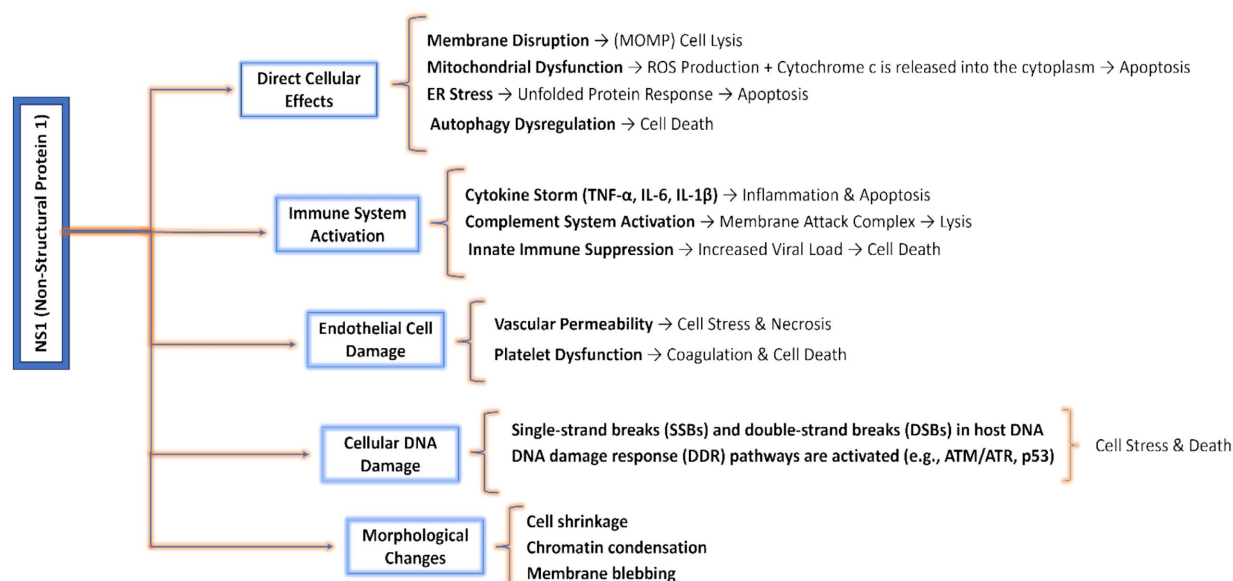 NS1 (Non-Structural Protein 1)
Direct Cellular
Effects
Membrane Disruption → (MOMP) Cell Lysis
Mitochondrial Dysfunction → ROS Production + Cytochrome c is released into the cytoplasm → Apoptosis
ER Stress → Unfolded Protein Response → Apoptosis
Autophagy Dysregulation → Cell Death
Immune System
Activation
Cytokine Storm (TNF-α, IL-6, IL-1β) → Inflammation & Apoptosis
Complement System Activation → Membrane Attack Complex → Lysis
Innate Immune Suppression → Increased Viral Load → Cell Death
Endothelial Cell
Damage
Vascular Permeability → Cell Stress & Necrosis
Platelet Dysfunction → Coagulation & Cell Death
Cellular DNA
Damage
Single-strand breaks (SSBs) and double-strand breaks (DSBs) in host DNA
DNA damage response (DDR) pathways are activated (e.g., ATM/ATR, p53)
Cell Stress & Death
Morphological
Changes
Cell shrinkage
Chromatin condensation
Membrane blebbing